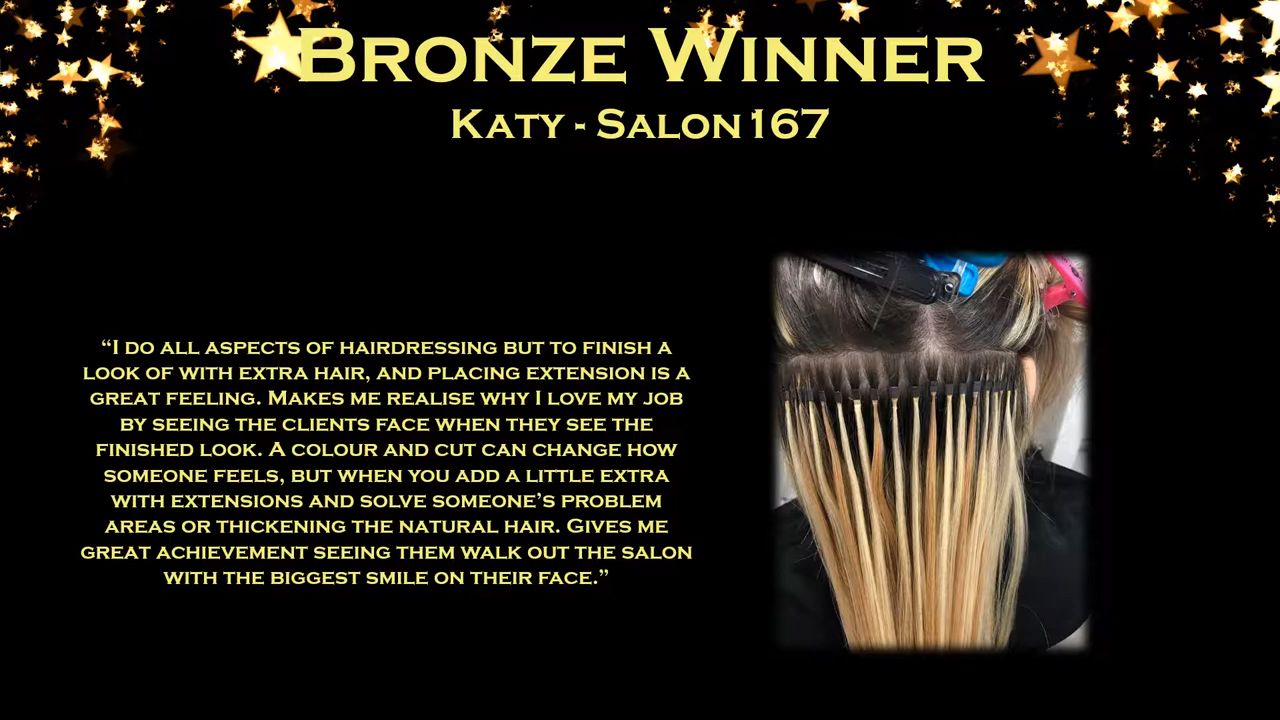 Bronze Winner
Katy - Salon167
“I do all aspects of hairdressing but to finish a
look of with extra hair, and placing extension is a
great feeling. Makes me realise why I love my job
by seeing the clients face when they see the
finished look. A colour and cut can change how
someone feels, but when you add a little extra
with extensions and solve someone’s problem
areas or thickening the natural hair. Gives me
great achievement seeing them walk out the salon
with the biggest smile on their face.”